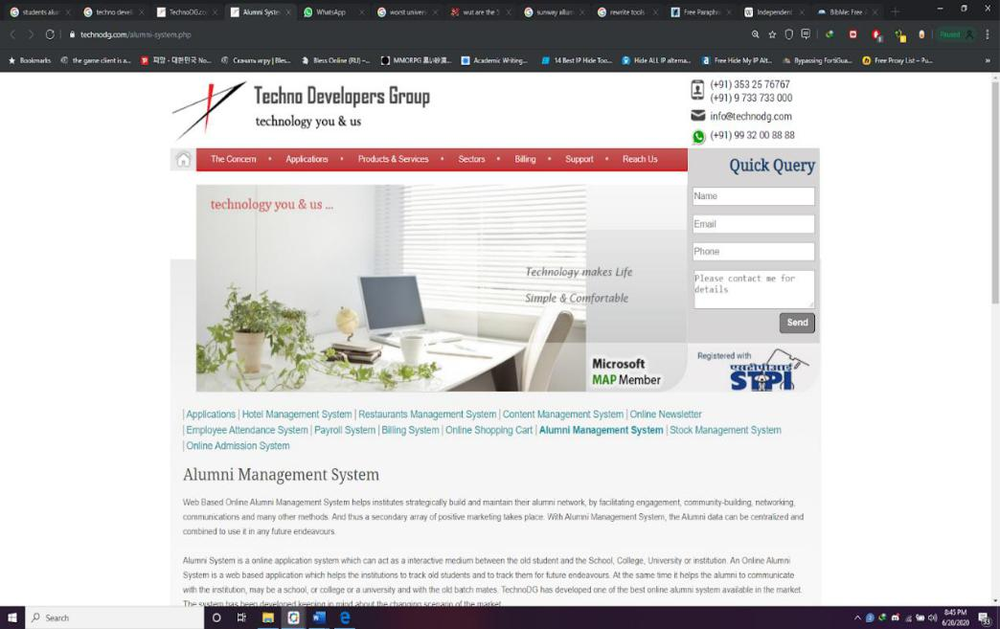 students alu
techno devel
TechnoDG.co
Alumni Syste
WhatsApp
worst univer
wut are the
sunway allu
rewrite tools
Free Paraphr
Independent
BibMe: Free
technodg.com/alumni-system.php
Paused
Bookmarks
the game client is a...
Bless Online (RU) –...
Academic Writing...
14 Best IP Hide Too...
Hide ALL IP alterna...
Free Hide My IP Alt...
Bypassing FortiGua...
Free Proxy List – Pu...
Techno Developers Group
technology you & us
(+91) 353 25 76767
(+91) 9 733 733 000
info@technodg.com
(+91) 99 32 00 88 88
The Concern • Applications • Products & Services • Sectors • Billing • Support • Reach Us
Quick Query
Name
Email
Phone
Please contact me for
details
Send
technology you & us ...
Technology makes Life
Simple & Comfortable
Microsoft
MAP Member
Registered with
STPI
| Applications | Hotel Management System | Restaurants Management System | Content Management System | Online Newsletter
| Employee Attendance System | Payroll System | Billing System | Online Shopping Cart | Alumni Management System | Stock Management System
| Online Admission System
Alumni Management System
Web Based Online Alumni Management System helps institutes strategically build and maintain their alumni network, by facilitating engagement, community-building, networking,
communications and many other methods. And thus a secondary array of positive marketing takes place. With Alumni Management System, the Alumni data can be centralized and
combined to use it in any future endeavours.
Alumni System is a online application system which can act as a interactive medium between the old student and the School, College, University or institution. An Online Alumni
System is a web based application which helps the institutions to track old students and to track them for future endeavours. At the same time it helps the alumni to communicate
with the institution, may be a school, or college or a university and with the old batch mates. TechnoDG has developed one of the best online alumni system available in the market.
The system has been developed keeping in mind about the changing scenario of the market.
Search
8:45 PM
6/20/2020